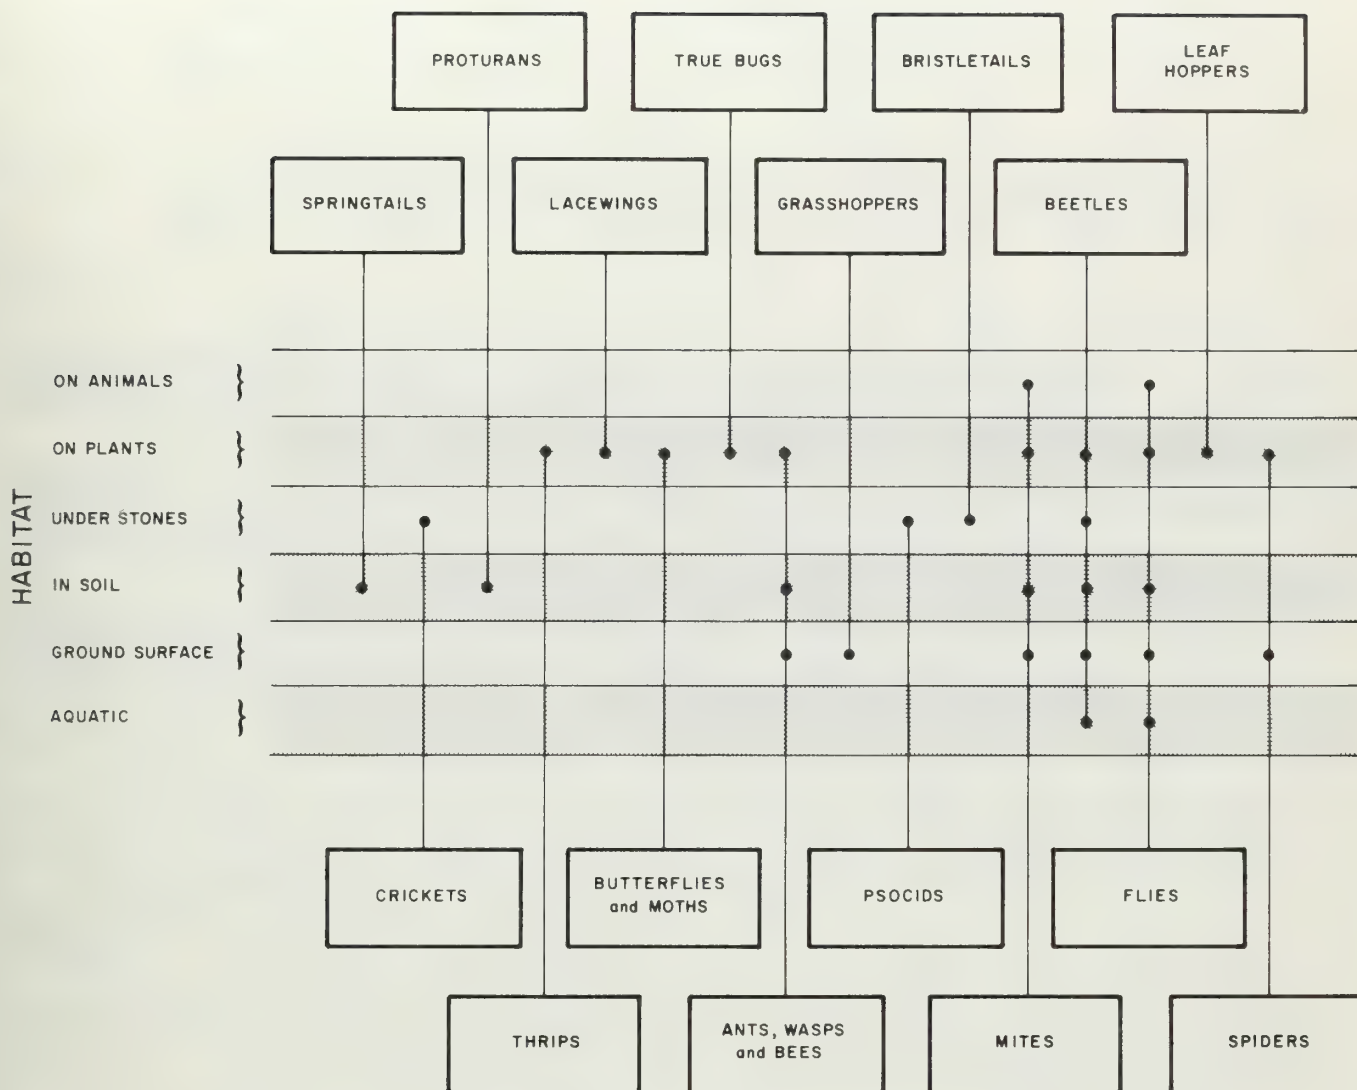 PROTURANS
TRUE BUGS
BRISTLETAILS
LEAF
HOPPERS
SPRINGTAILS
LACEWINGS
GRASSHOPPERS
BEETLES
HABITAT
ON ANIMALS
ON PLANTS
UNDER STONES
IN SOIL
GROUND SURFACE
AQUATIC
CRICKETS
BUTTERFLIES
and MOTHS
PSOCIDS
FLIES
THRIPS
ANTS, WASPS
and BEES
MITES
SPIDERS